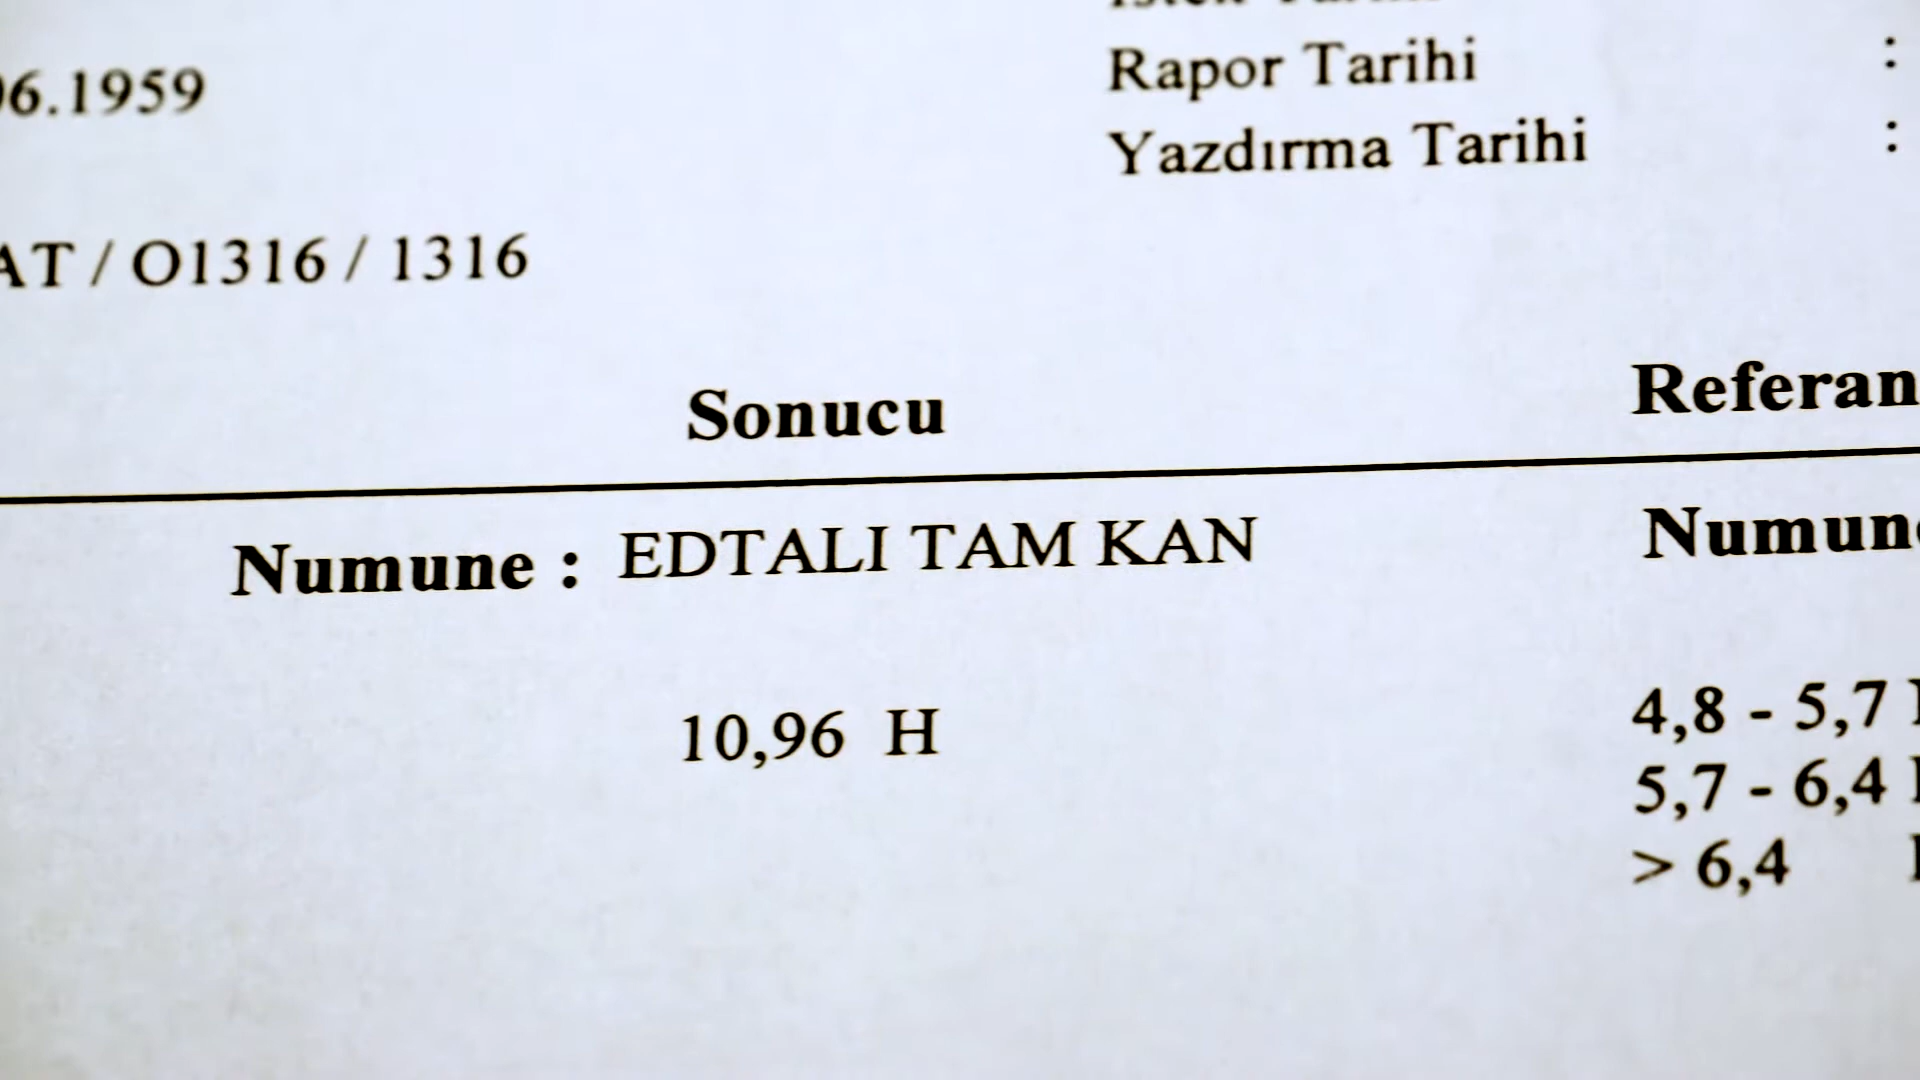 Rapor Tarihi :
06.1959
Yazdırma Tarihi :
AT / O1316 / 1316
Sonucu Referan
Numune : EDTALI TAM KAN Numune
10,96 H 4,8 - 5,7
5,7 - 6,4
> 6,4